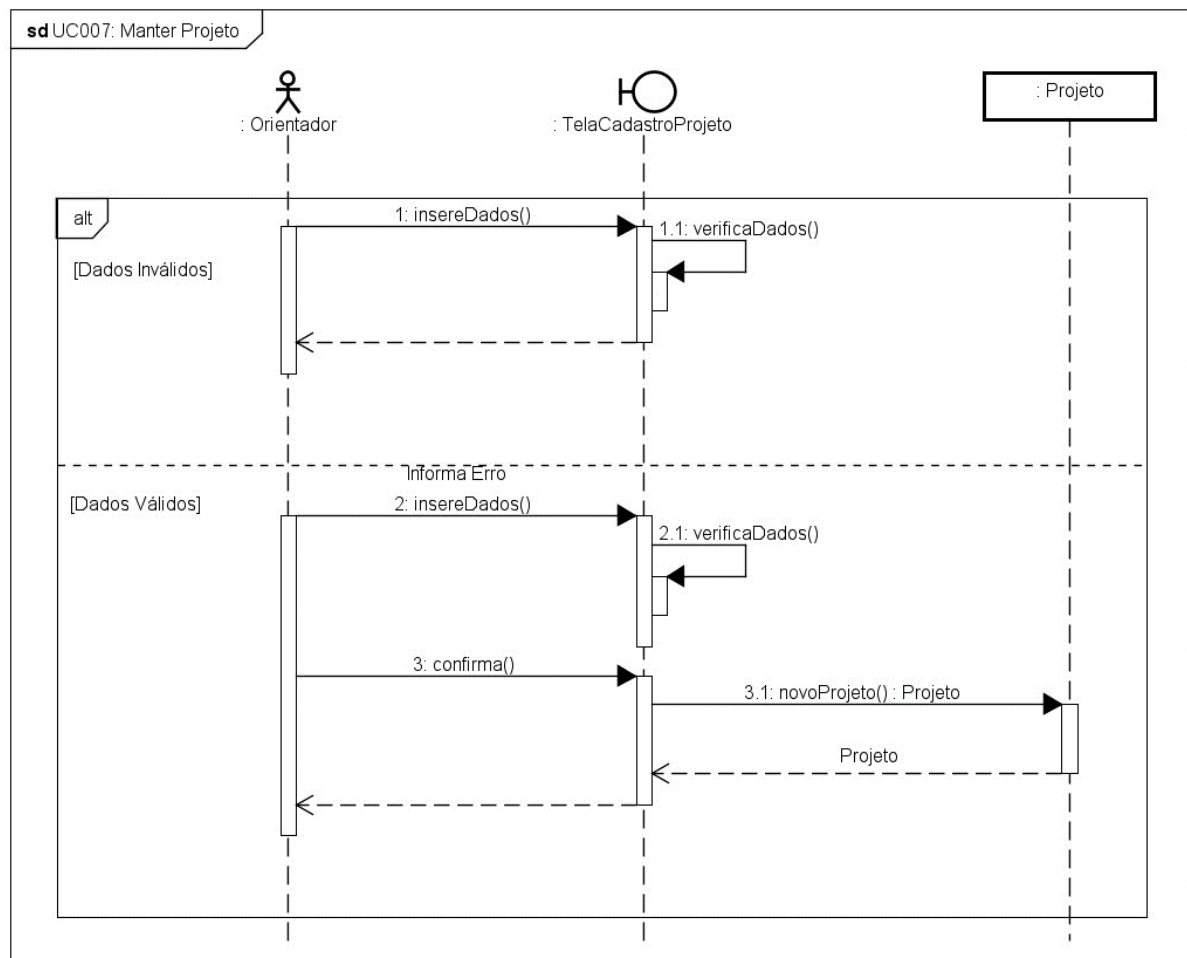 sd UC007: Manter Projeto
: Orientador
: TelaCadastroProjeto
: Projeto
alt
1: insereDados()
1.1: verificaDados()
[Dados Inválidos]
Informa Erro
[Dados Válidos]
2: insereDados()
2.1: verificaDados()
3: confirma()
3.1: novoProjeto() : Projeto
Projeto